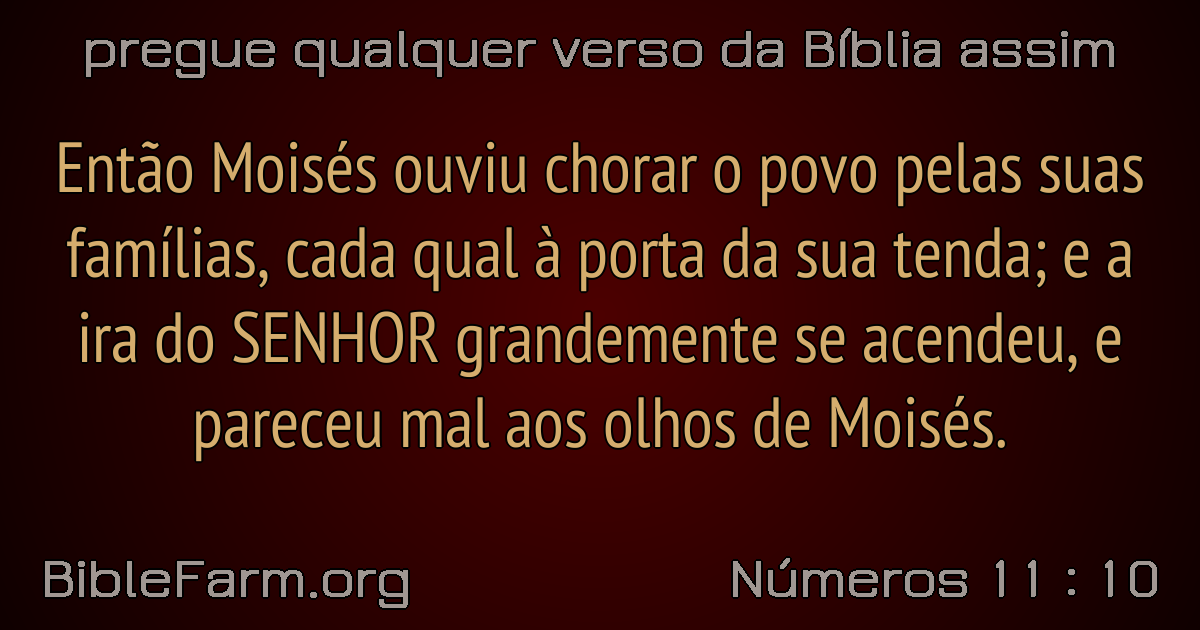 pregue qualquer verso da Bíblia assim
Então Moisés ouviu chorar o povo pelas suas
famílias, cada qual à porta da sua tenda; e a
ira do SENHOR grandemente se acendeu, e
pareceu mal aos olhos de Moisés.
BibleFarm.org
Números 11 : 10